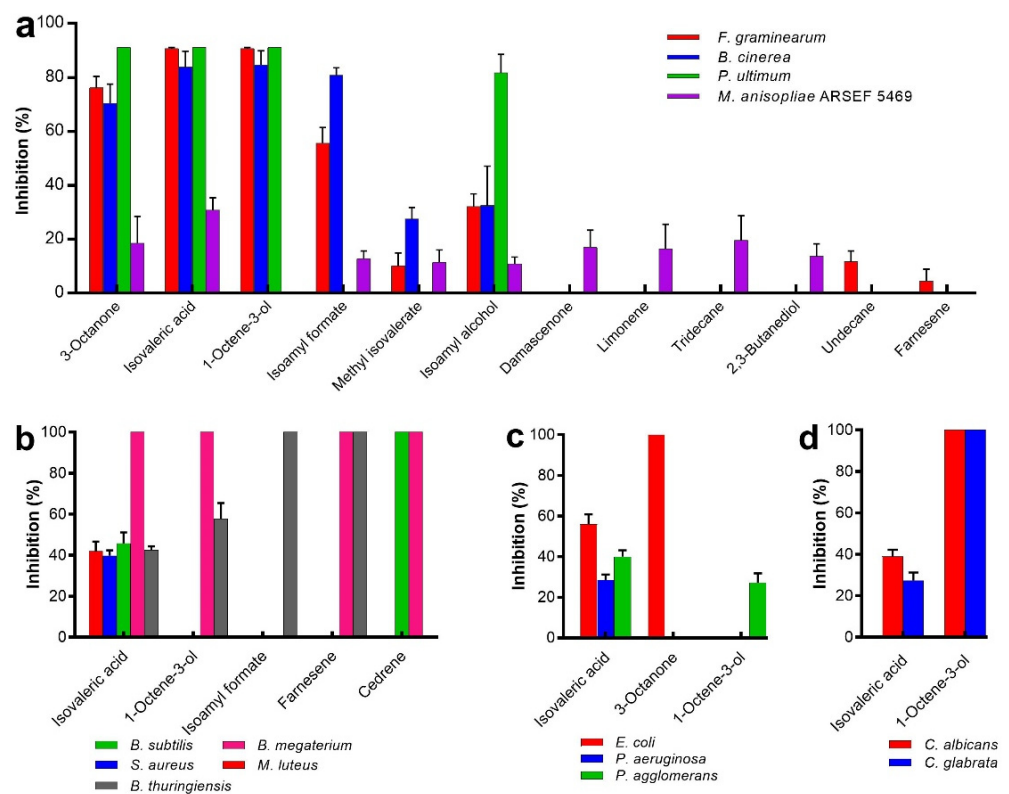 a
Inhibition (%)
100
80
60
40
20
0
F. graminearum
B. cinerea
P. ultimum
M. anisopliae ARSEF 5469
3-Octanone
Isovaleric acid
1-Octene-3-ol
Isoamyl formate
Methyl isovalerate
Isoamyl alcohol
Damascenone
Limonene
Tridecane
2,3-Butanediol
Undecane
Farnesene
b
Inhibition (%)
100
80
60
40
20
0
Isovaleric acid
1-Octene-3-ol
Isoamyl formate
Farnesene
Cedrene
B. subtilis
B. megaterium
S. aureus
M. luteus
B. thuringiensis
c
Inhibition (%)
100
80
60
40
20
0
Isovaleric acid
3-Octanone
1-Octene-3-ol
E. coli
P. aeruginosa
P. agglomerans
d
Inhibition (%)
100
80
60
40
20
0
Isovaleric acid
1-Octene-3-ol
C. albicans
C. glabrata